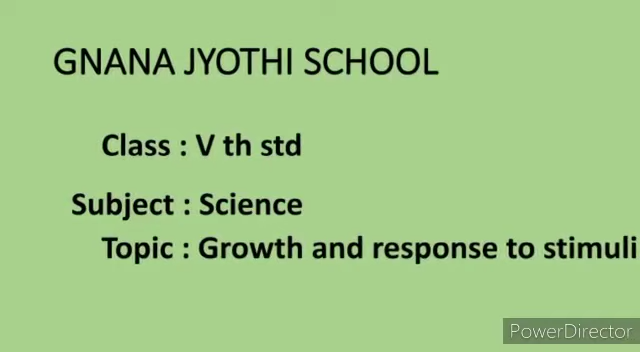 GNANA JYOTHI SCHOOL
Class : V th std
Subject : Science
Topic : Growth and response to stimuli
PowerDirector